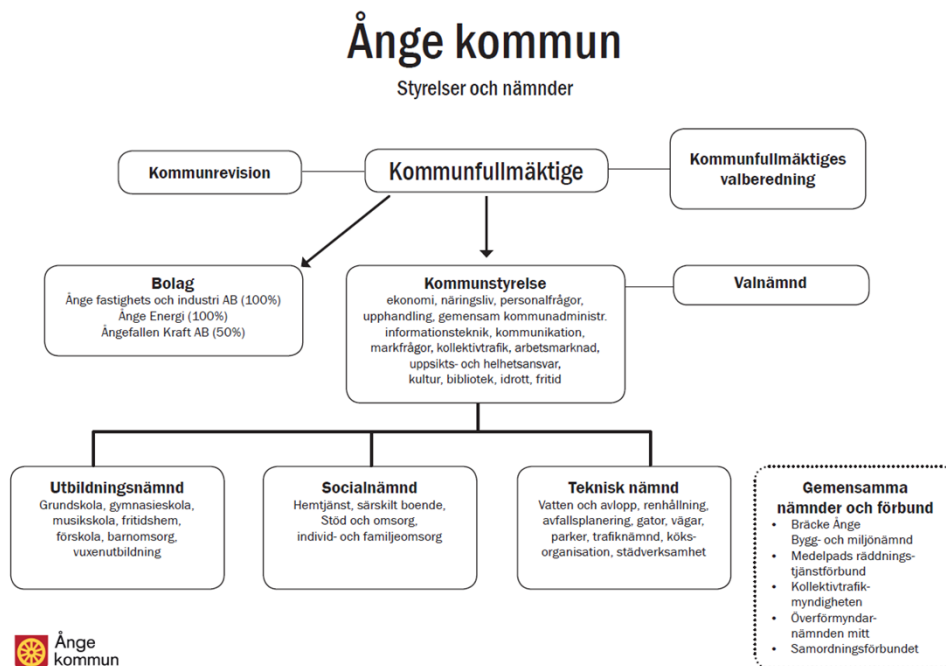 Ånge kommun
Styrelser och nämnder
Kommunrevision
Kommunfullmäktige
Kommunfullmäktiges
valberedning
Bolag
Ånge fastighets och industri AB (100%)
Ånge Energi (100%)
Ångefallen Kraft AB (50%)
Kommunstyrelse
ekonomi, näringsliv, personalfrågor,
upphandling, gemensam kommunadministr.
informationsteknik, kommunikation,
markfrågor, kollektivtrafik, arbetsmarknad,
uppsikts- och helhetsansvar,
kultur, bibliotek, idrott, fritid
Valnämnd
Utbildningsnämnd
Grundskola, gymnasieskola,
musikskola, fritidshem,
förskola, barnomsorg,
vuxenutbildning
Socialnämnd
Hemtjänst, särskilt boende,
Stöd och omsorg,
individ- och familjeomsorg
Teknisk nämnd
Vatten och avlopp, renhållning,
avfallsplanering, gator, vägar,
parker, trafiknämnd, köks-
organisation, städverksamhet
Gemensamma
nämnder och förbund
• Bräcke Ånge
Bygg- och miljönämnd
• Medelpads räddnings-
tjänstförbund
• Kollektivtrafik-
myndigheten
• Överförmyndar-
nämnden mitt
• Samordningsförbundet
Ånge
kommun